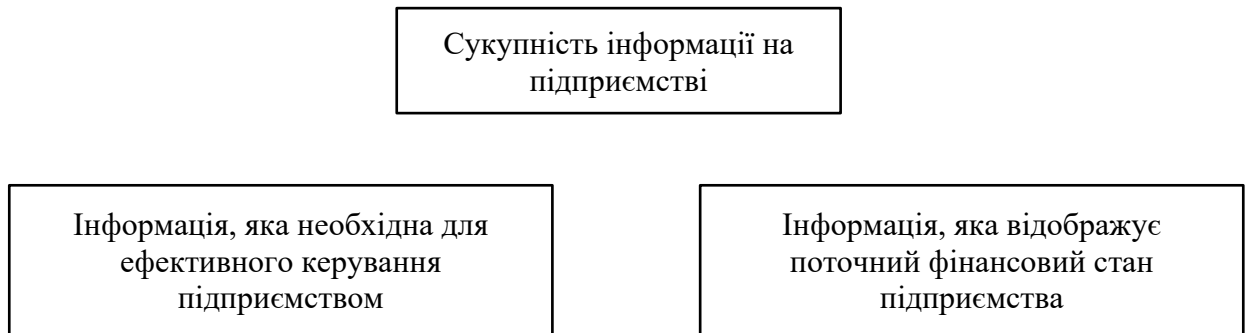 Сукупність інформації на
підприємстві
Інформація, яка необхідна для
ефективного керування
підприємством
Інформація, яка відображує
поточний фінансовий стан
підприємства